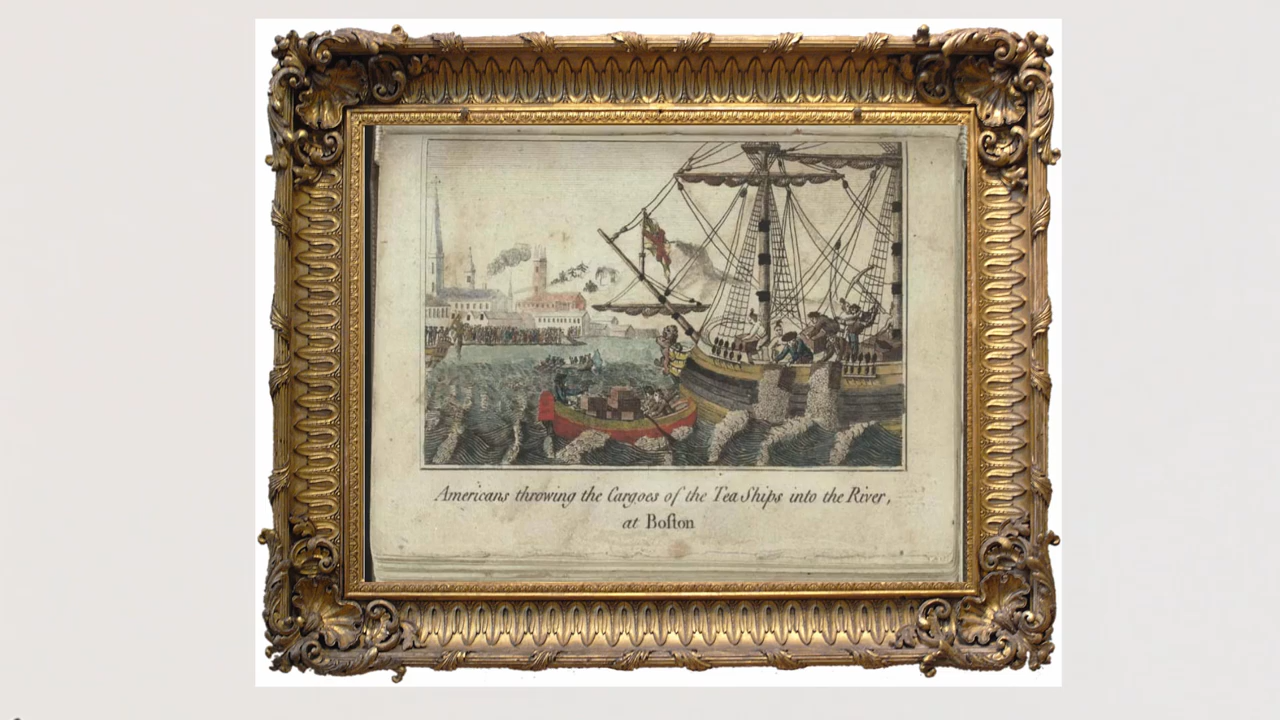 Americans throwing the Cargoes of the Tea Ships into the River,
at Boſton